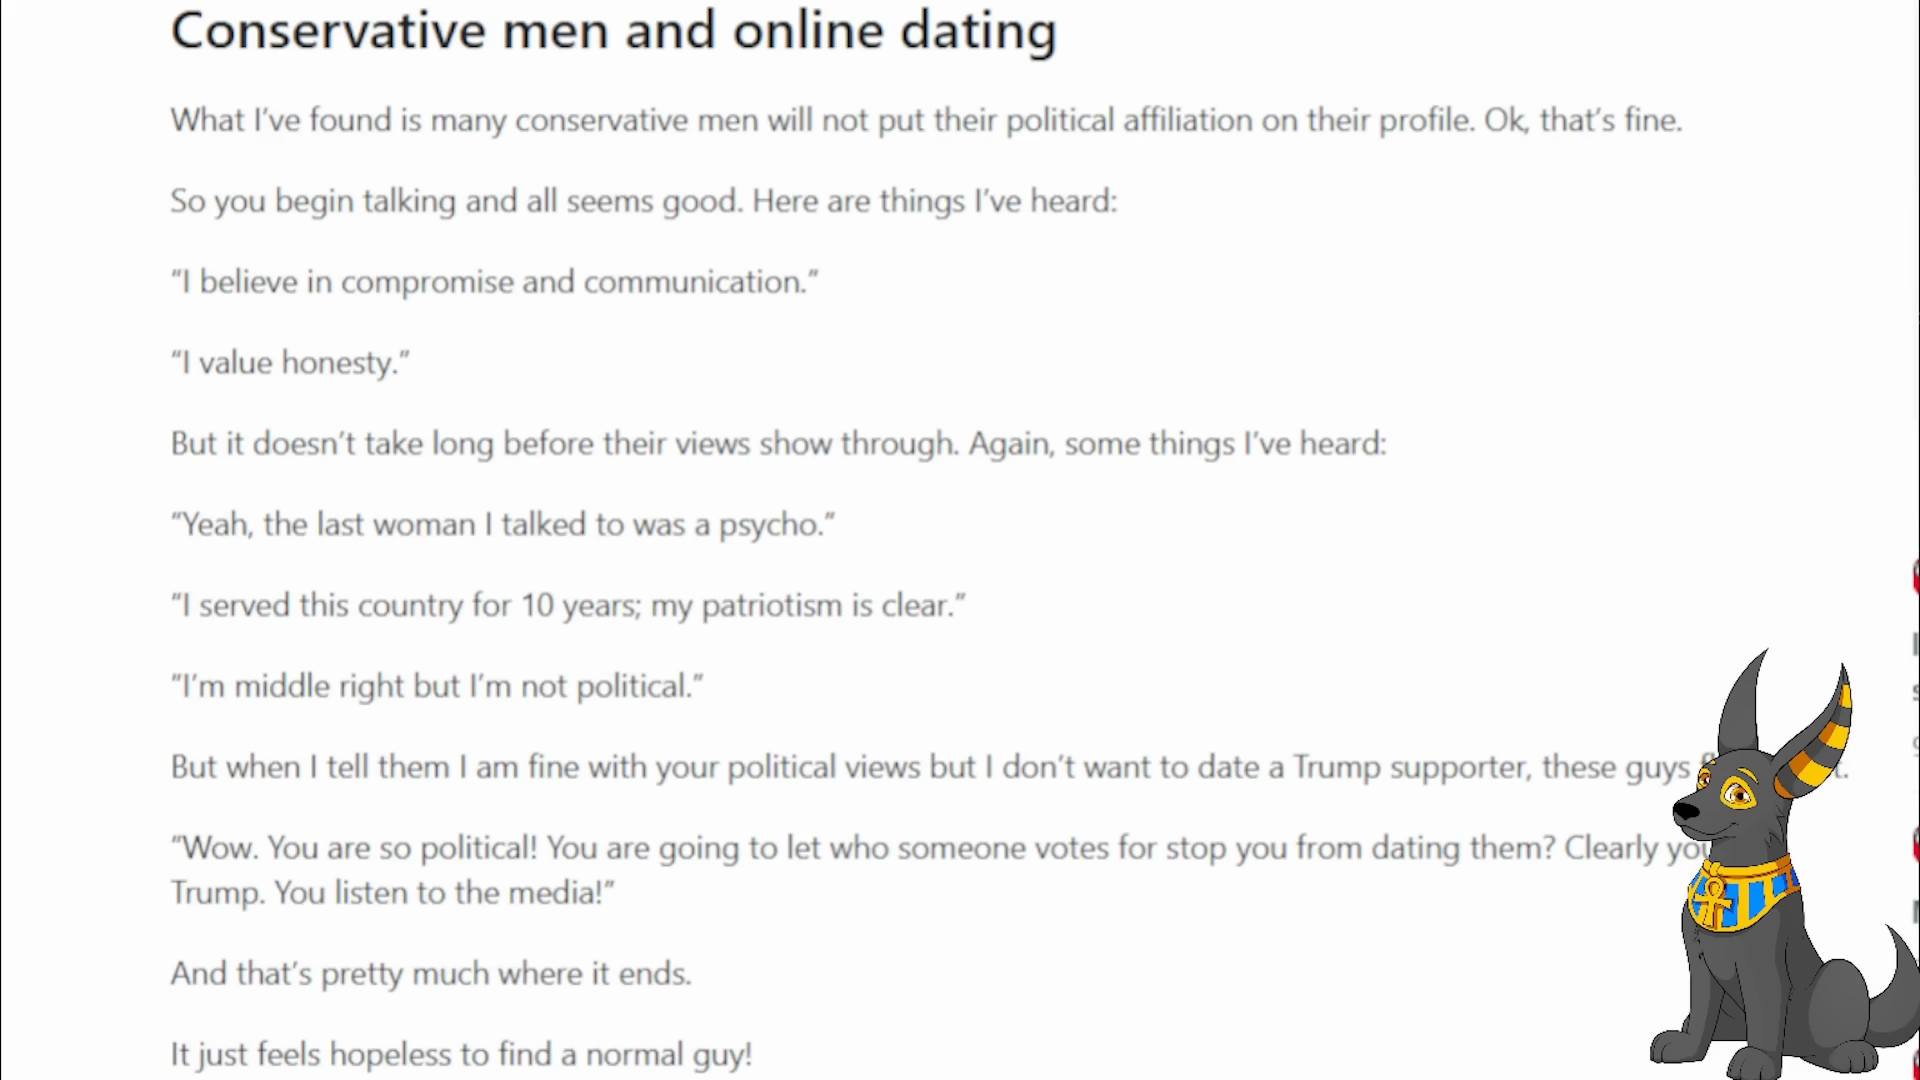 Conservative men and online dating
What I've found is many conservative men will not put their political affiliation on their profile. Ok, that's fine.
So you begin talking and all seems good. Here are things I've heard:
“I believe in compromise and communication.”
“I value honesty.”
But it doesn't take long before their views show through. Again, some things I've heard:
“Yeah, the last woman I talked to was a psycho.”
“I served this country for 10 years; my patriotism is clear.”
“I'm middle right but I'm not political.”
But when I tell them I am fine with your political views but I don't want to date a Trump supporter, these guys
“Wow. You are so political! You are going to let who someone votes for stop you from dating them? Clearly you
Trump. You listen to the media!”
And that's pretty much where it ends.
It just feels hopeless to find a normal guy!